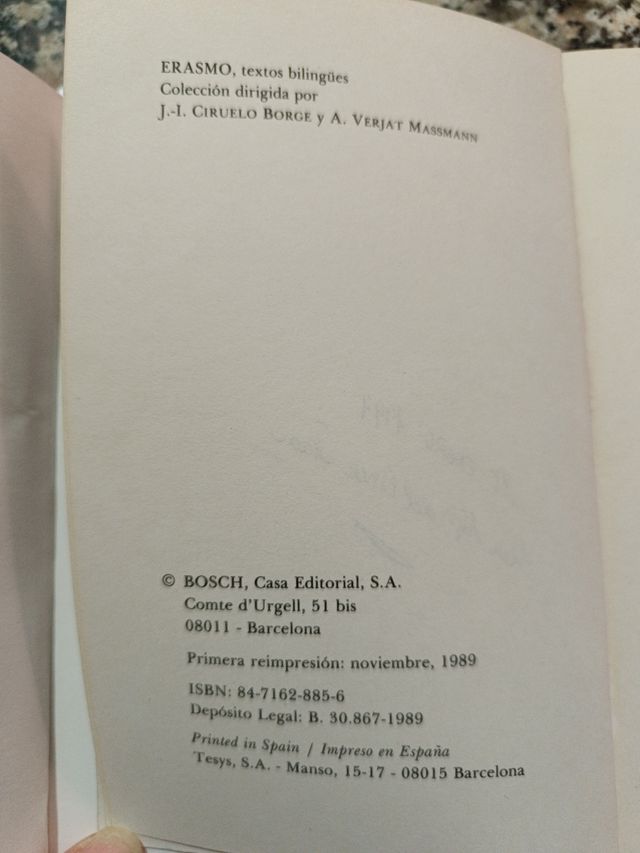 ERASMO, textos bilingües
Colección dirigida por
J.-I. CIRUELO BORGE y A. VERJAT MASSMANN
© BOSCH, Casa Editorial, S.A.
Comte d'Urgell, 51 bis
08011 - Barcelona
Primera reimpresión: noviembre, 1989
ISBN: 84-7162-885-6
Depósito Legal: B. 30.867-1989
Printed in Spain / Impreso en España
Tesys, S.A. - Manso, 15-17 - 08015 Barcelona